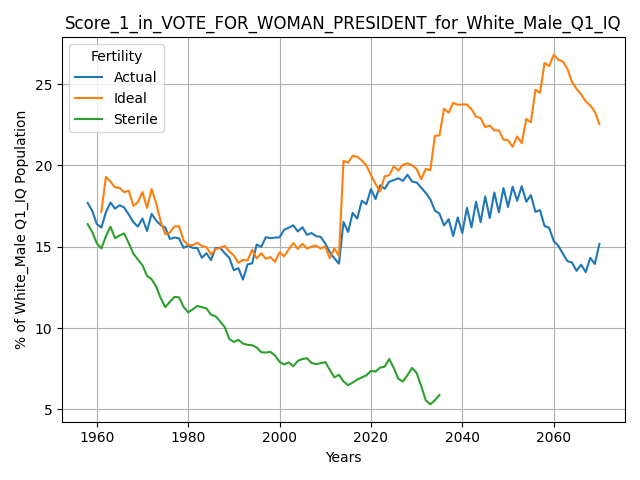 Score_1_in_VOTE_FOR_WOMAN_PRESIDENT_for_White_Male_Q1_IQ
% of White_Male Q1_IQ Population
Fertility
Actual
Ideal
Sterile
25
20
15
10
5
1960 1980 2000 2020 2040 2060
Years